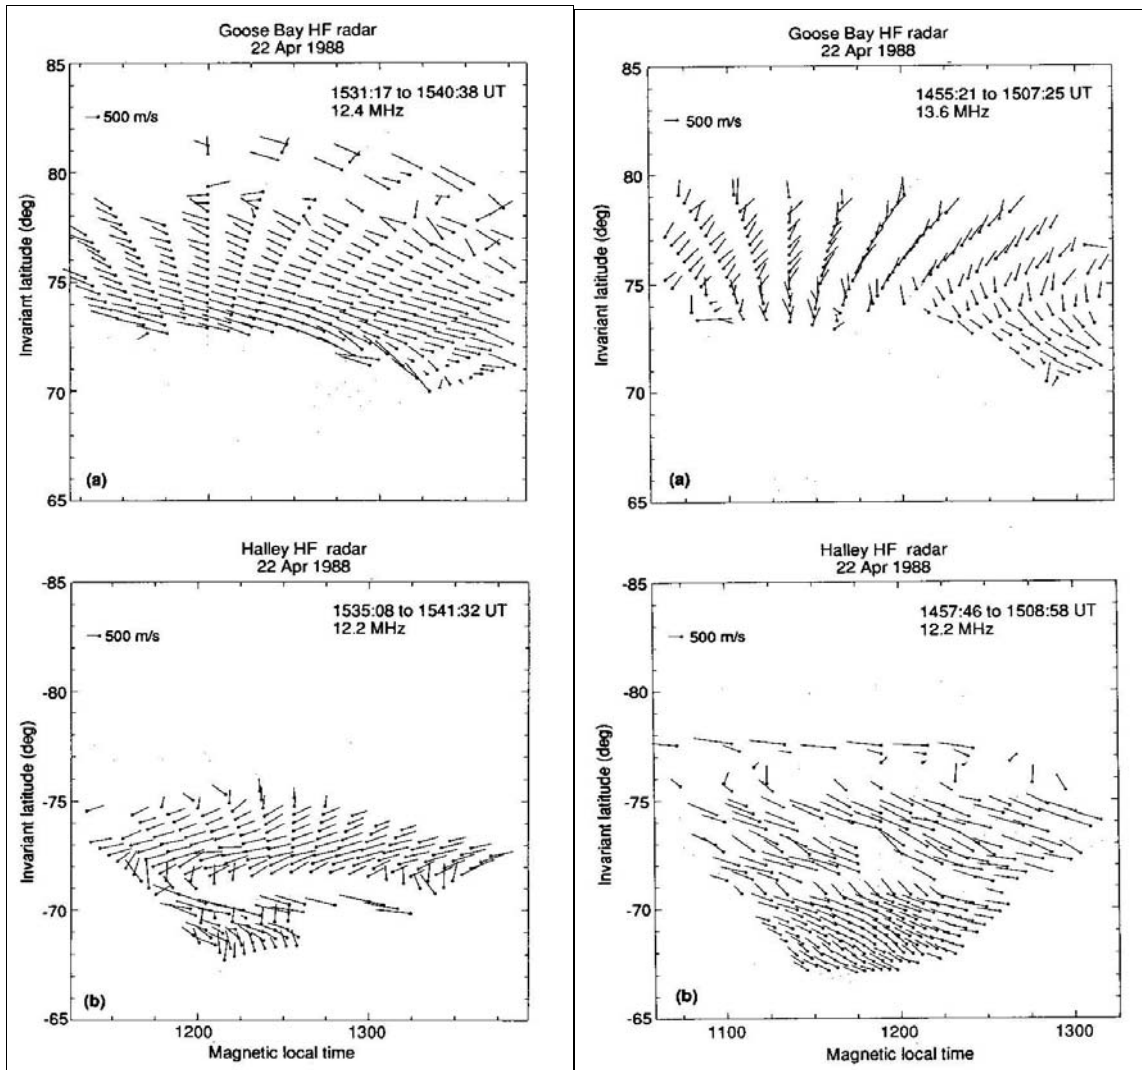 Goose Bay HF radar
22 Apr 1988
85
80
75
70
65
Invariant latitude (deg)
500 m/s
1531:17 to 1540:38 UT
12.4 MHz
(a)
Halley HF radar
22 Apr 1988
-85
-80
-75
-70
-65
Invariant latitude (deg)
500 m/s
1535:08 to 1541:32 UT
12.2 MHz
(b)
1200
1300
Magnetic local time
Goose Bay HF radar
22 Apr 1988
85
80
75
70
65
Invariant latitude (deg)
500 m/s
1455:21 to 1507:25 UT
13.6 MHz
(a)
Halley HF radar
22 Apr 1988
-85
-80
-75
-70
-65
Invariant latitude (deg)
500 m/s
1457:46 to 1508:58 UT
12.2 MHz
(b)
1100
1200
1300
Magnetic local time